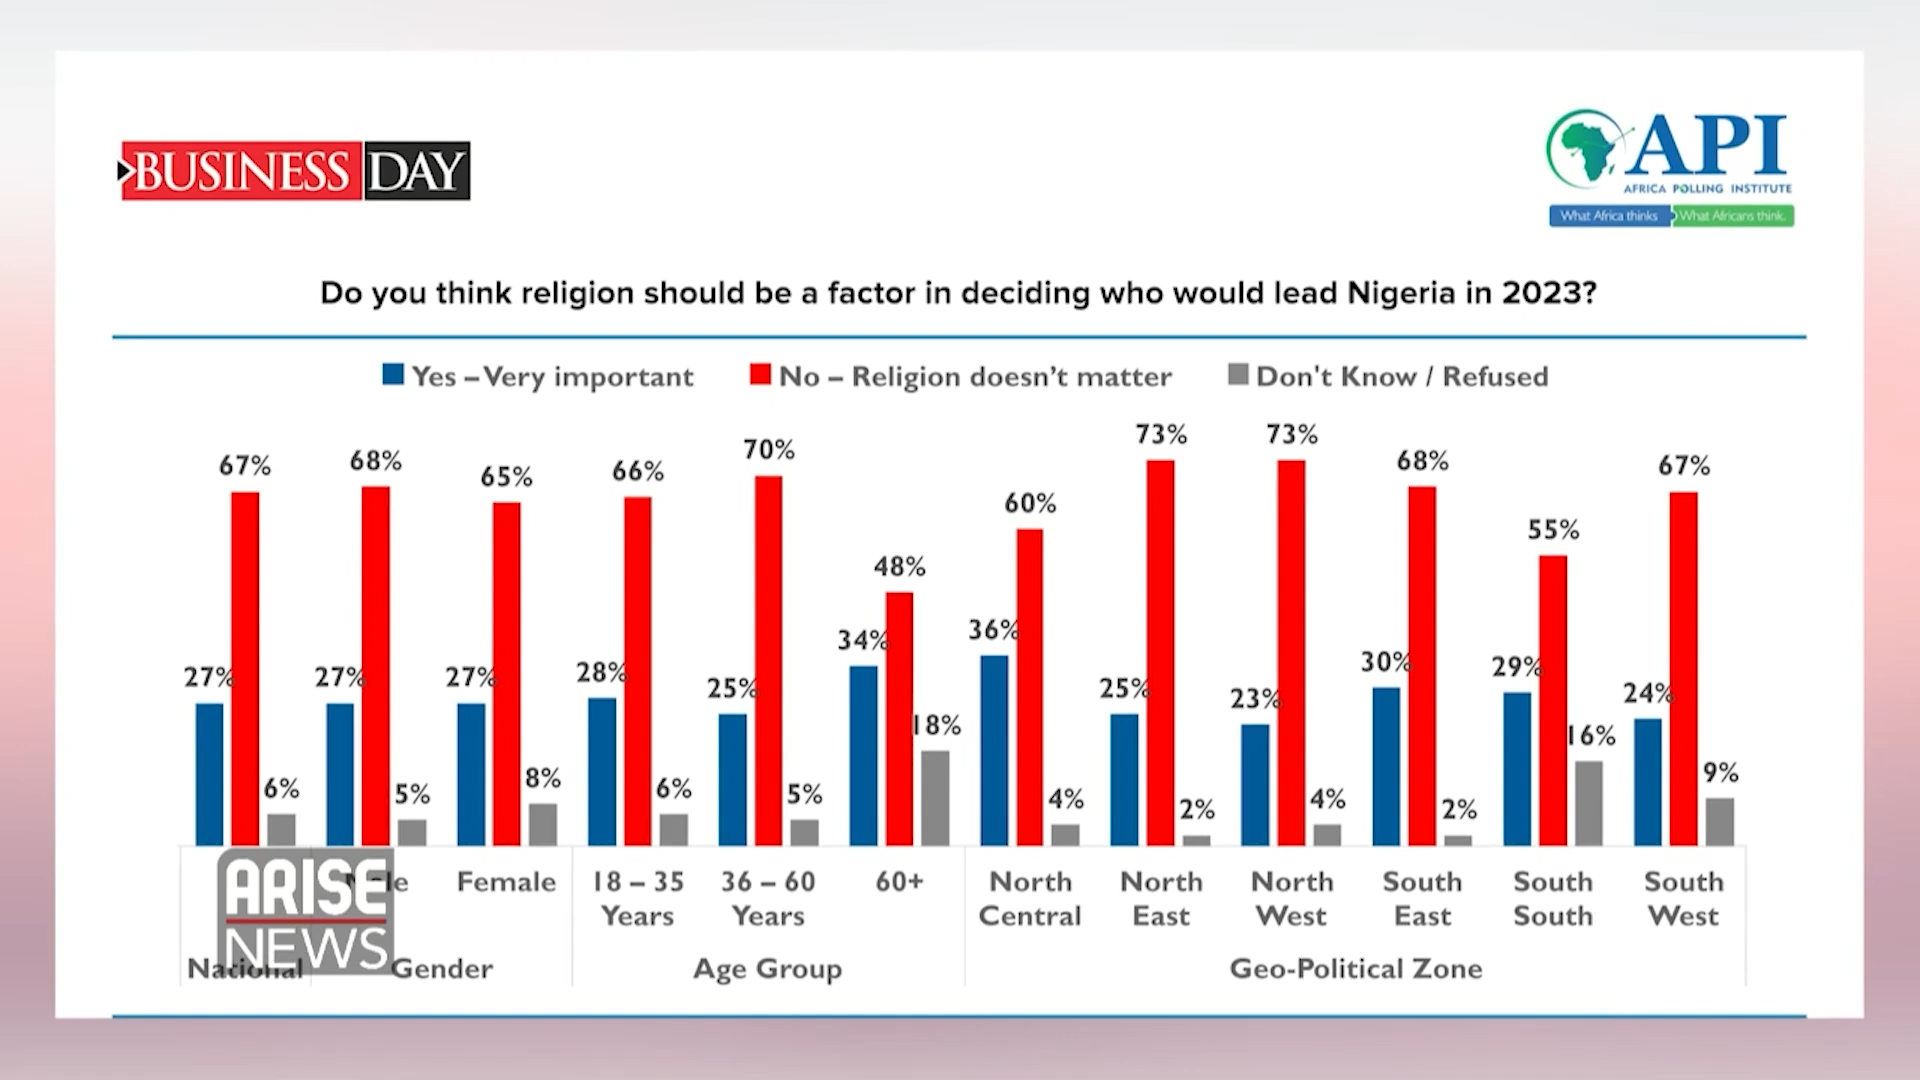 BUSINESS DAY
API
AFRICA POLLING INSTITUTE
What Africa thinks What Africans think.
Do you think religion should be a factor in deciding who would lead Nigeria in 2023?
Yes – Very important No – Religion doesn't matter Don't Know / Refused
27% 67% 6% 27% 68% 5% 27% 65% 8% 28% 66% 6% 25% 70% 5% 34% 48% 18% 36% 60% 4% 25% 73% 2% 23% 73% 4% 30% 68% 2% 29% 55% 16% 24% 67% 9%
Male Female 18 – 35 Years 36 – 60 Years 60+ North Central North East North West South East South South South West
National Gender Age Group Geo-Political Zone
ARISE
NEWS